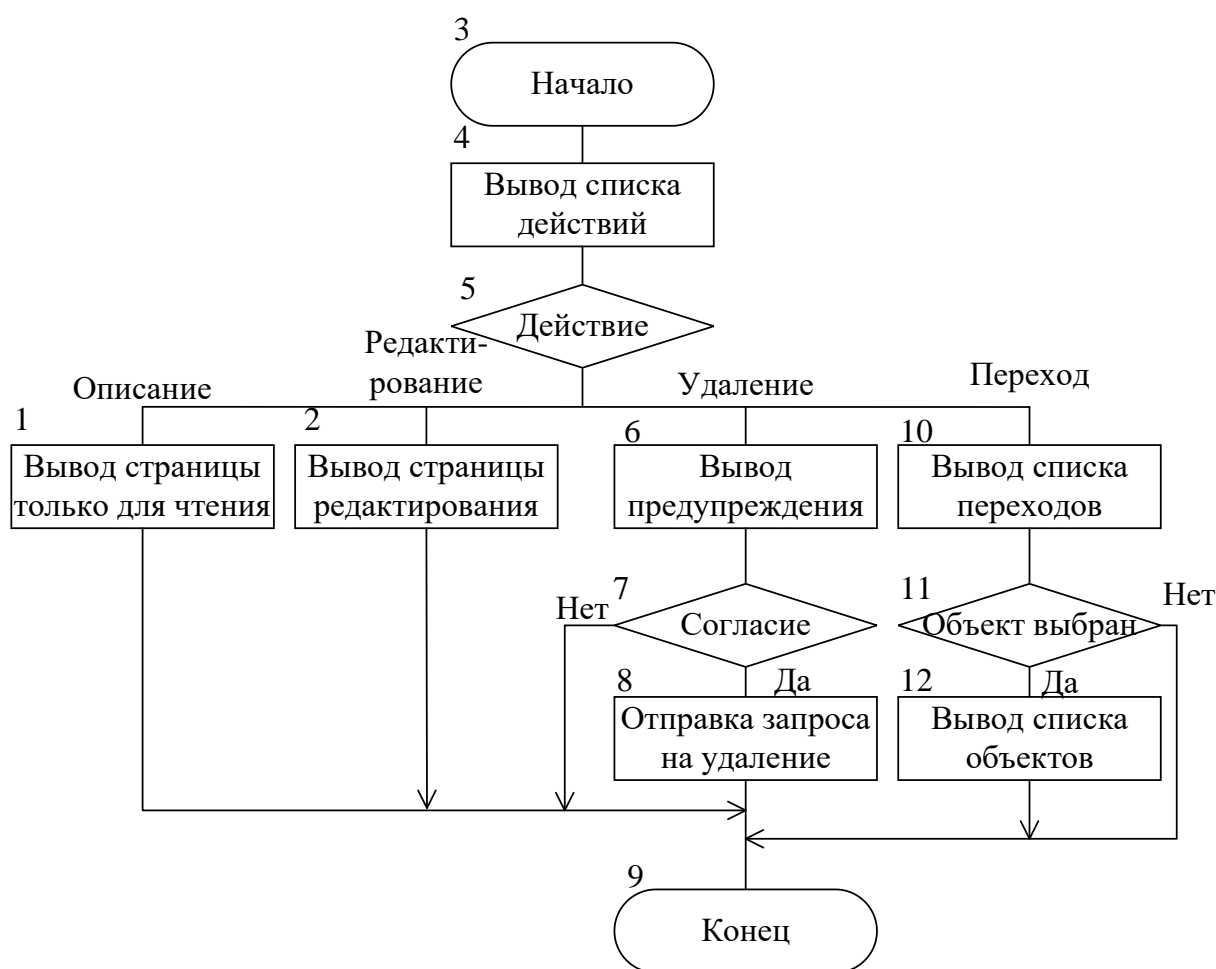 3
Начало
4
Вывод списка
действий
5
Действие
Редакти-
рование
Описание
Удаление
Переход
1
Вывод страницы
только для чтения
2
Вывод страницы
редактирования
6
Вывод
предупреждения
10
Вывод списка
переходов
Нет
7
Согласие
11
Объект выбран
Нет
8
Да
Отправка запроса
на удаление
12
Да
Вывод списка
объектов
9
Конец